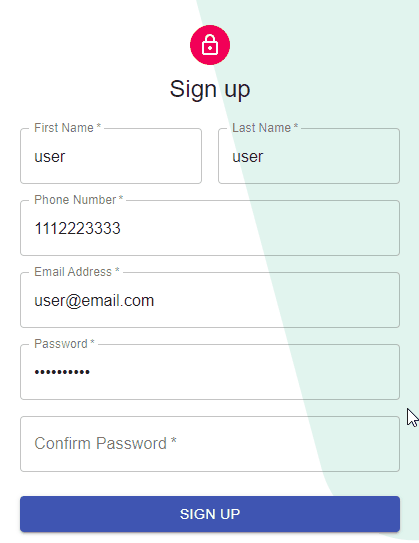 Sign up
First Name *
Last Name *
user
user
Phone Number *
1112223333
Email Address *
user@email.com
Password *
••••••••••
Confirm Password *
SIGN UP